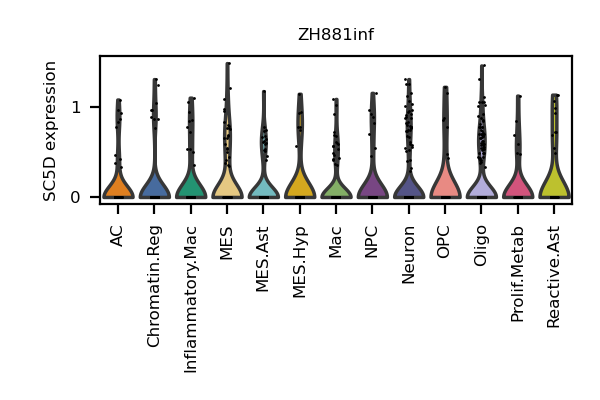 ZH881inf
SC5D expression
1
0
AC
Chromatin.Reg
Inflammatory.Mac
MES
MES.Ast
MES.Hyp
Mac
NPC
Neuron
OPC
Oligo
Prolif.Metab
Reactive.Ast